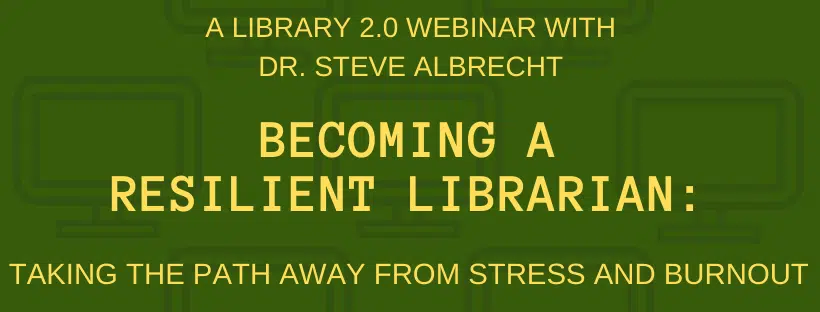 A LIBRARY 2.0 WEBINAR WITH
DR. STEVE ALBRECHT
BECOMING A
RESILIENT LIBRARIAN:
TAKING THE PATH AWAY FROM STRESS AND BURNOUT